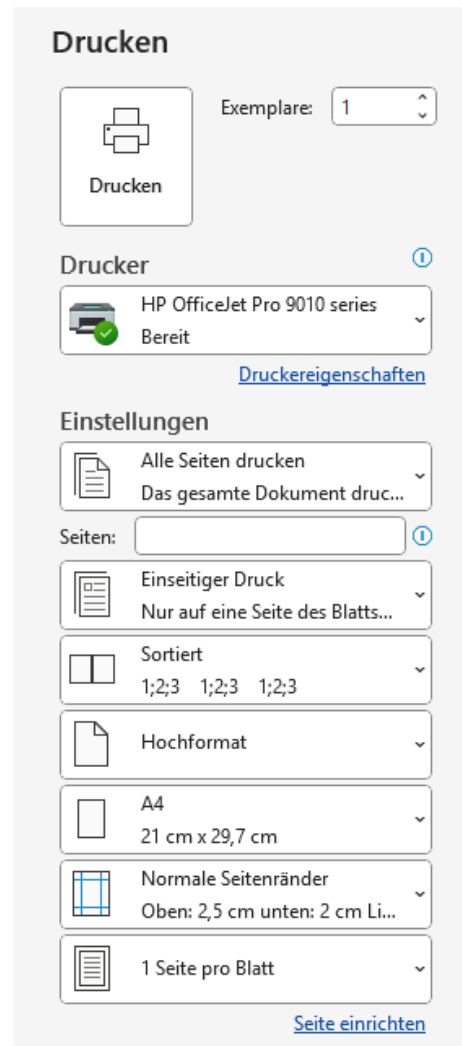 Drucken
Exemplare: 1
Drucken
Drucker
HP OfficeJet Pro 9010 series
Bereit
Druckereigenschaften
Einstellungen
Alle Seiten drucken
Das gesamte Dokument druc...
Seiten:
Einseitiger Druck
Nur auf eine Seite des Blatts...
Sortiert
1;2;3 1;2;3 1;2;3
Hochformat
A4
21 cm x 29,7 cm
Normale Seitenränder
Oben: 2,5 cm unten: 2 cm Li...
1 Seite pro Blatt
Seite einrichten